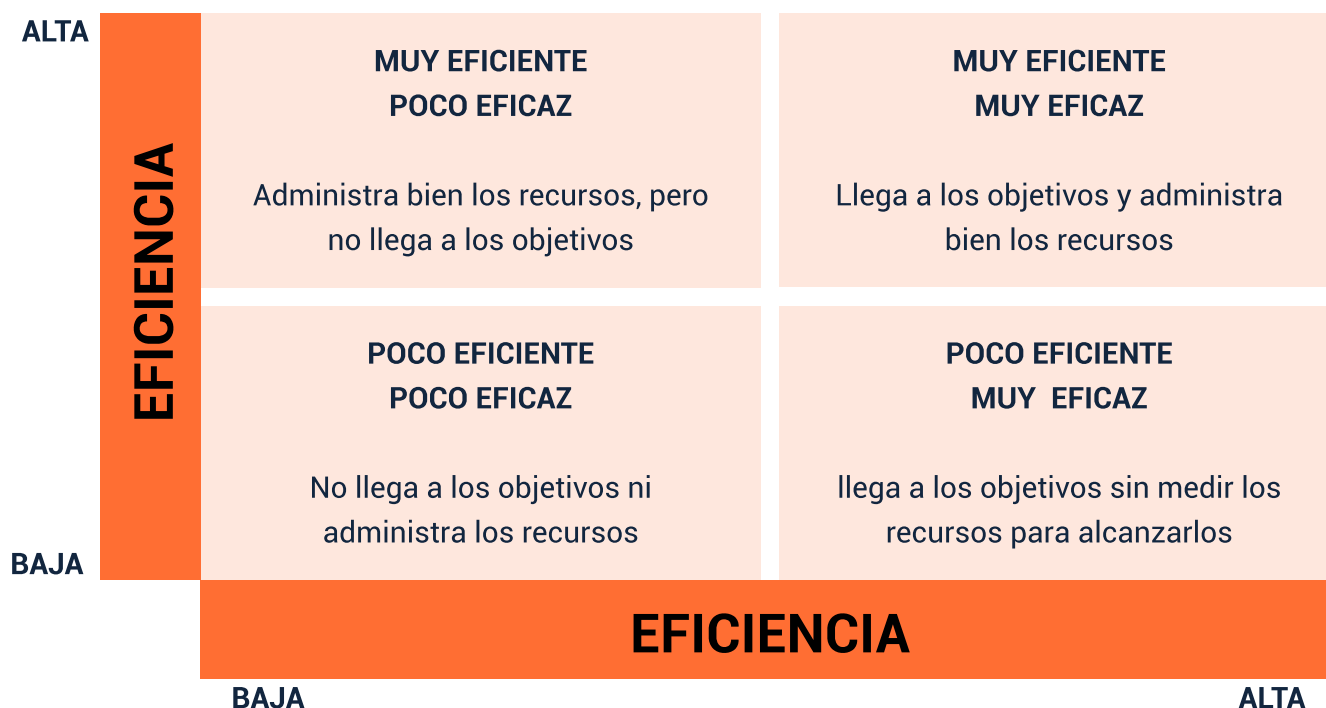 ALTA
EFICIENCIA
BAJA
MUY EFICIENTE
POCO EFICAZ
Administra bien los recursos, pero
no llega a los objetivos
MUY EFICIENTE
MUY EFICAZ
Llega a los objetivos y administra
bien los recursos
POCO EFICIENTE
POCO EFICAZ
No llega a los objetivos ni
administra los recursos
POCO EFICIENTE
MUY  EFICAZ
llega a los objetivos sin medir los
recursos para alcanzarlos
EFICIENCIA
BAJA
ALTA